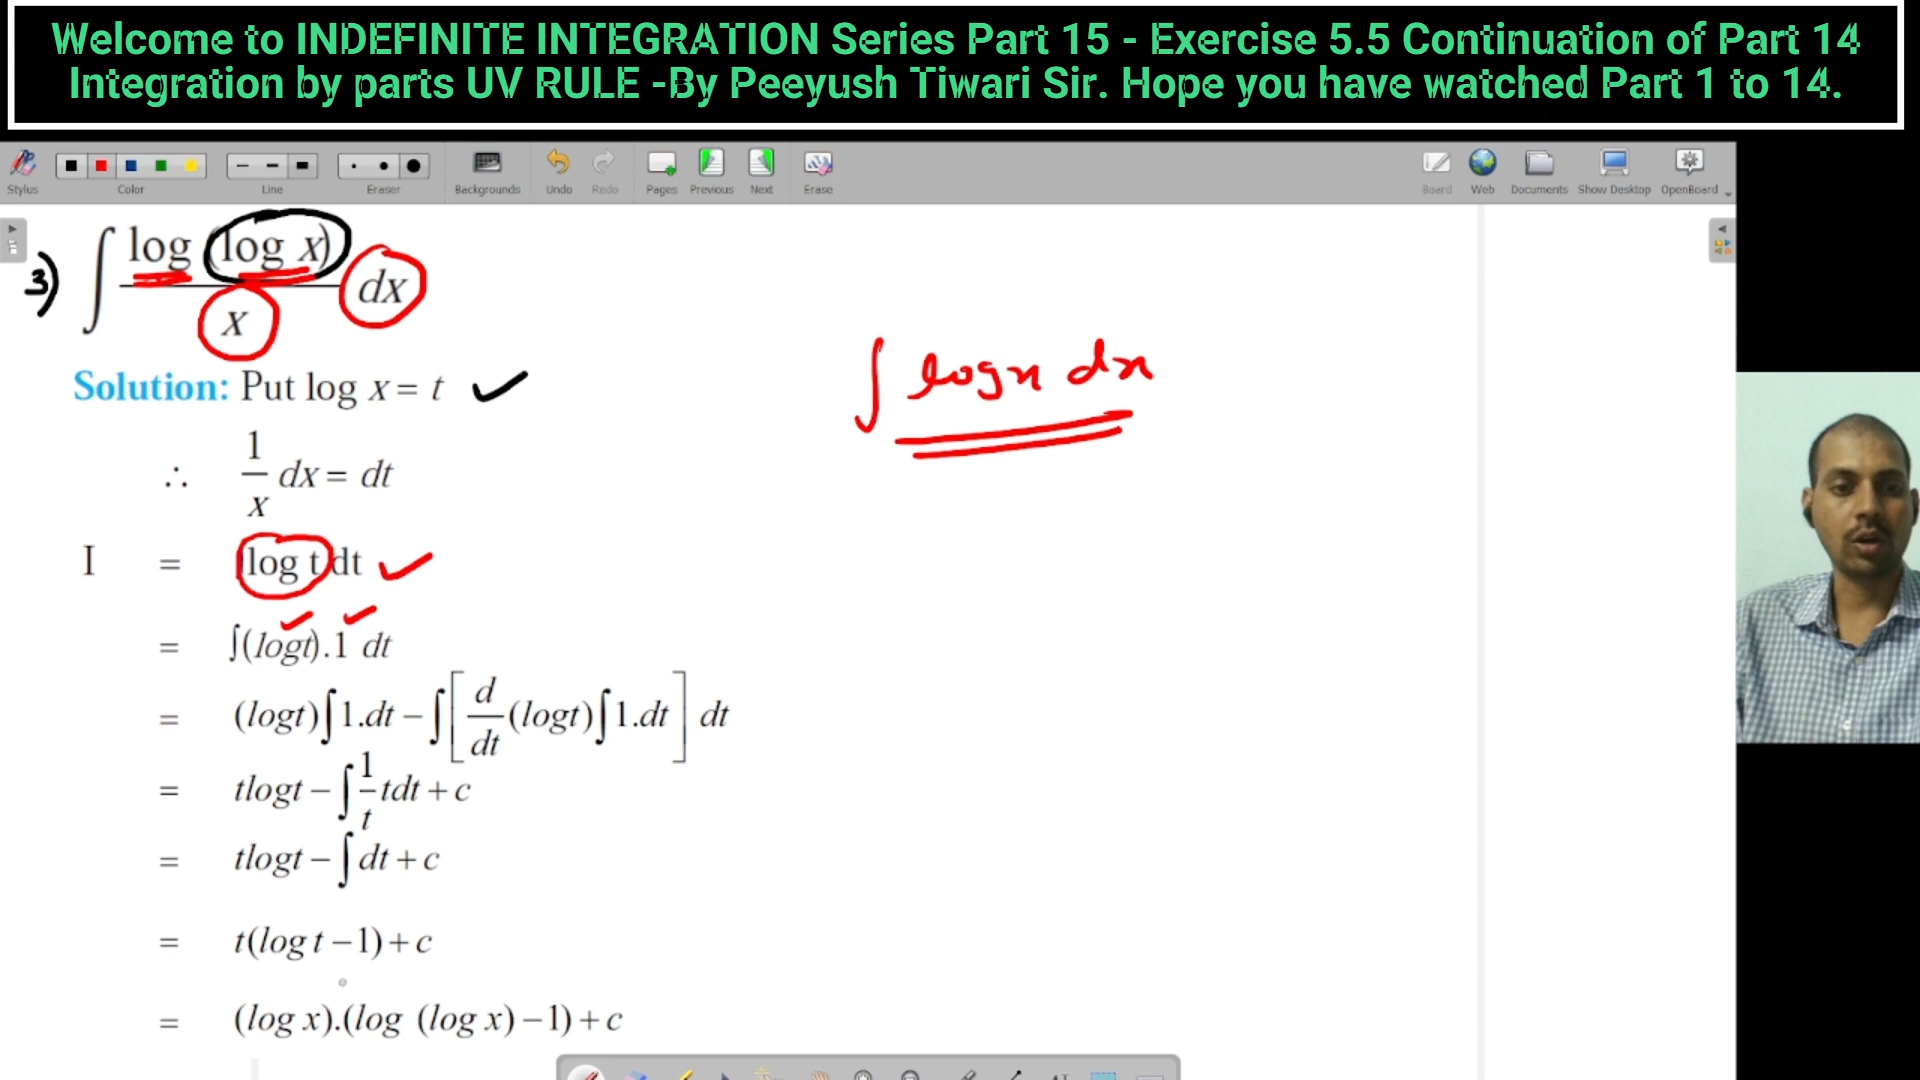 Welcome to INDEFINITE INTEGRATION Series Part 15 - Exercise 5.5 Continuation of Part 14
Integration by parts UV RULE -By Peeyush Tiwari Sir. Hope you have watched Part 1 to 14.
Stylus Color Line Eraser Backgrounds Undo Redo Pages Previous Next Erase Board Web Documents Show Desktop OpenBoard
3) ∫ log (log x) / x dx
∫ logx dx
Solution: Put log x = t ✓
∴ 1/x dx = dt
I = log t dt ✓
= ∫(logt).1 dt
= (logt)∫1.dt − ∫[d/dt (logt)∫1.dt] dt
= tlogt − ∫ 1/t tdt + c
= tlogt − ∫ dt + c
= t(log t − 1) + c
= (log x).(log (log x) − 1) + c